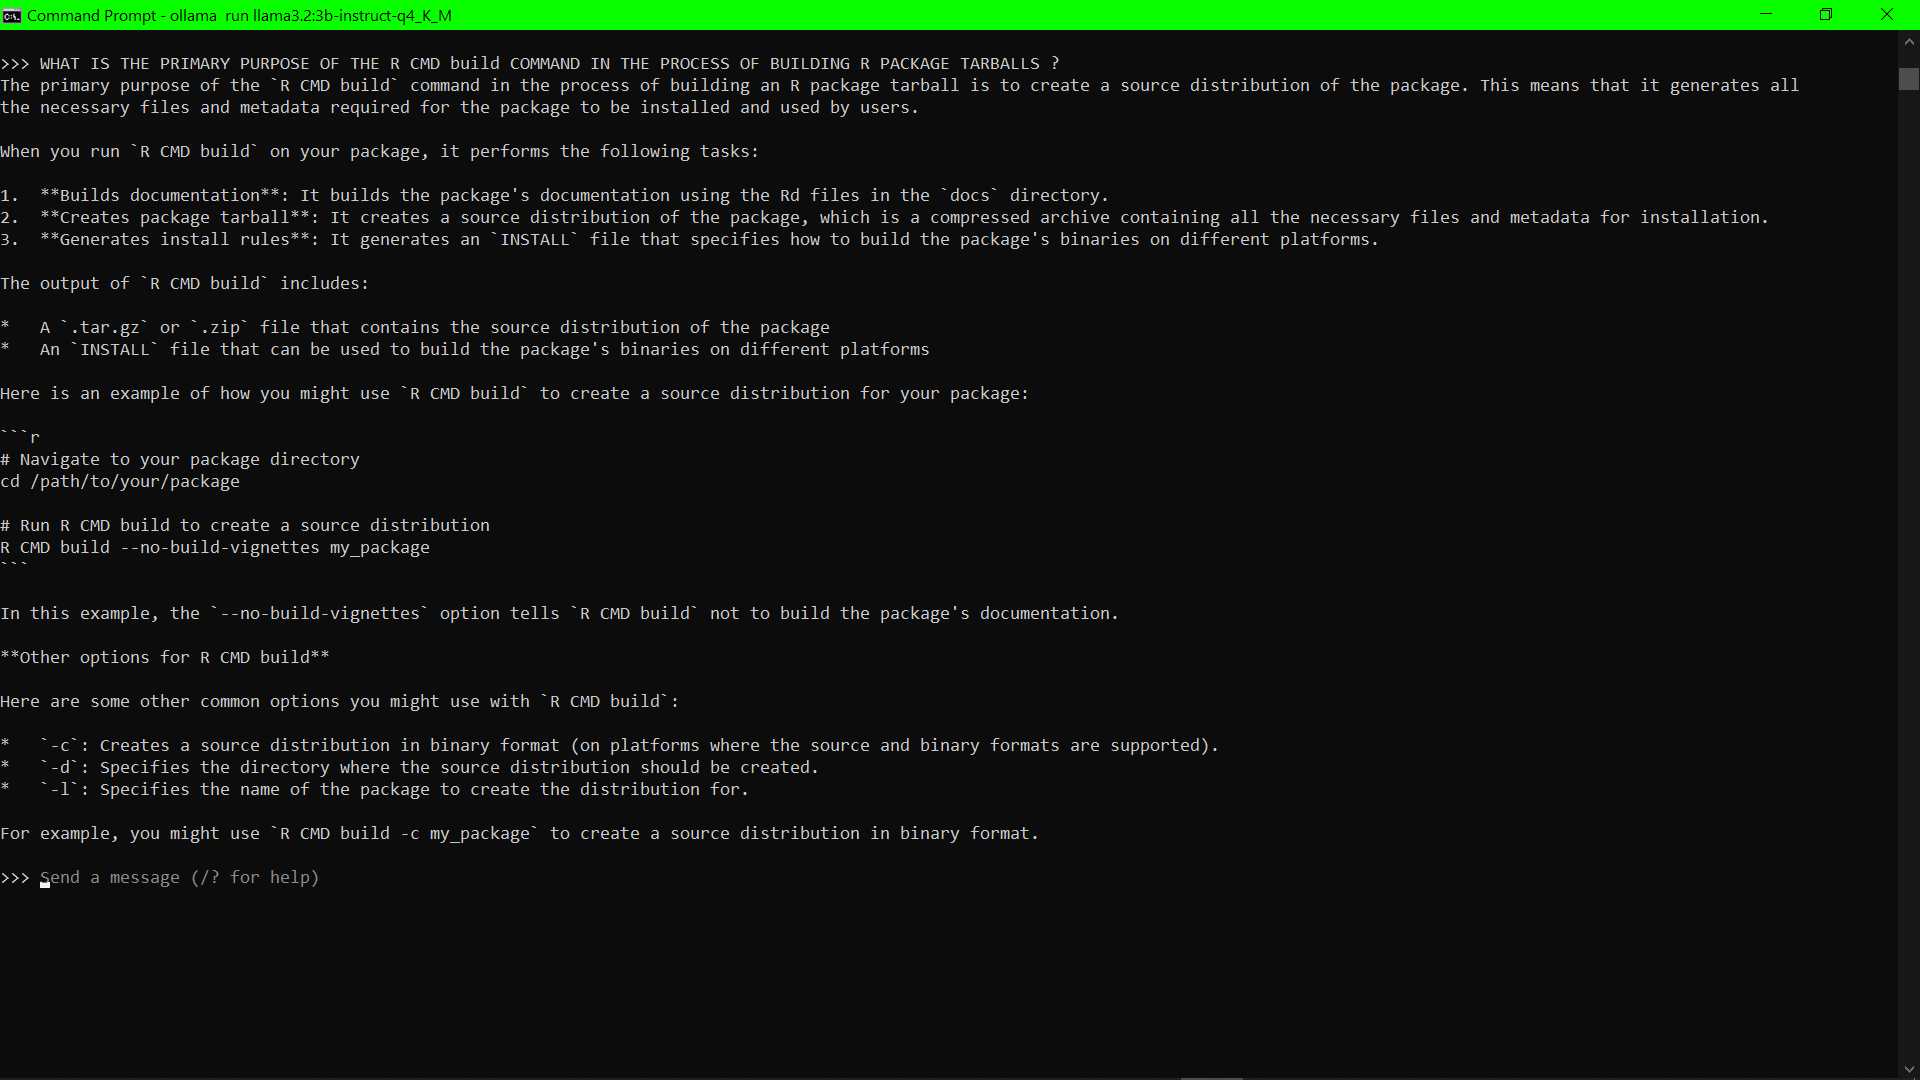 Command Prompt - ollama  run llama3.2:3b-instruct-q4_K_M
>>> WHAT IS THE PRIMARY PURPOSE OF THE R CMD build COMMAND IN THE PROCESS OF BUILDING R PACKAGE TARBALLS ?
The primary purpose of the `R CMD build` command in the process of building an R package tarball is to create a source distribution of the package. This means that it generates all
the necessary files and metadata required for the package to be installed and used by users.

When you run `R CMD build` on your package, it performs the following tasks:

1.  **Builds documentation**: It builds the package's documentation using the Rd files in the `docs` directory.
2.  **Creates package tarball**: It creates a source distribution of the package, which is a compressed archive containing all the necessary files and metadata for installation.
3.  **Generates install rules**: It generates an `INSTALL` file that specifies how to build the package's binaries on different platforms.

The output of `R CMD build` includes:

*   A `.tar.gz` or `.zip` file that contains the source distribution of the package
*   An `INSTALL` file that can be used to build the package's binaries on different platforms

Here is an example of how you might use `R CMD build` to create a source distribution for your package:

```r
# Navigate to your package directory
cd /path/to/your/package

# Run R CMD build to create a source distribution
R CMD build --no-build-vignettes my_package
```

In this example, the `--no-build-vignettes` option tells `R CMD build` not to build the package's documentation.

**Other options for R CMD build**

Here are some other common options you might use with `R CMD build`:

*   `-c`: Creates a source distribution in binary format (on platforms where the source and binary formats are supported).
*   `-d`: Specifies the directory where the source distribution should be created.
*   `-l`: Specifies the name of the package to create the distribution for.

For example, you might use `R CMD build -c my_package` to create a source distribution in binary format.

>>> Send a message (/? for help)